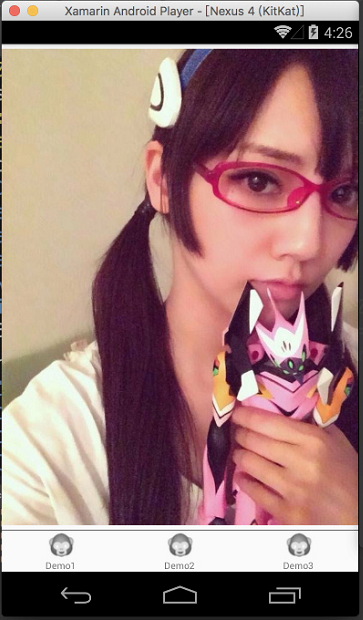 Xamarin Android Player - [Nexus 4 (KitKat)]
4:26
Demo1
Demo2
Demo3